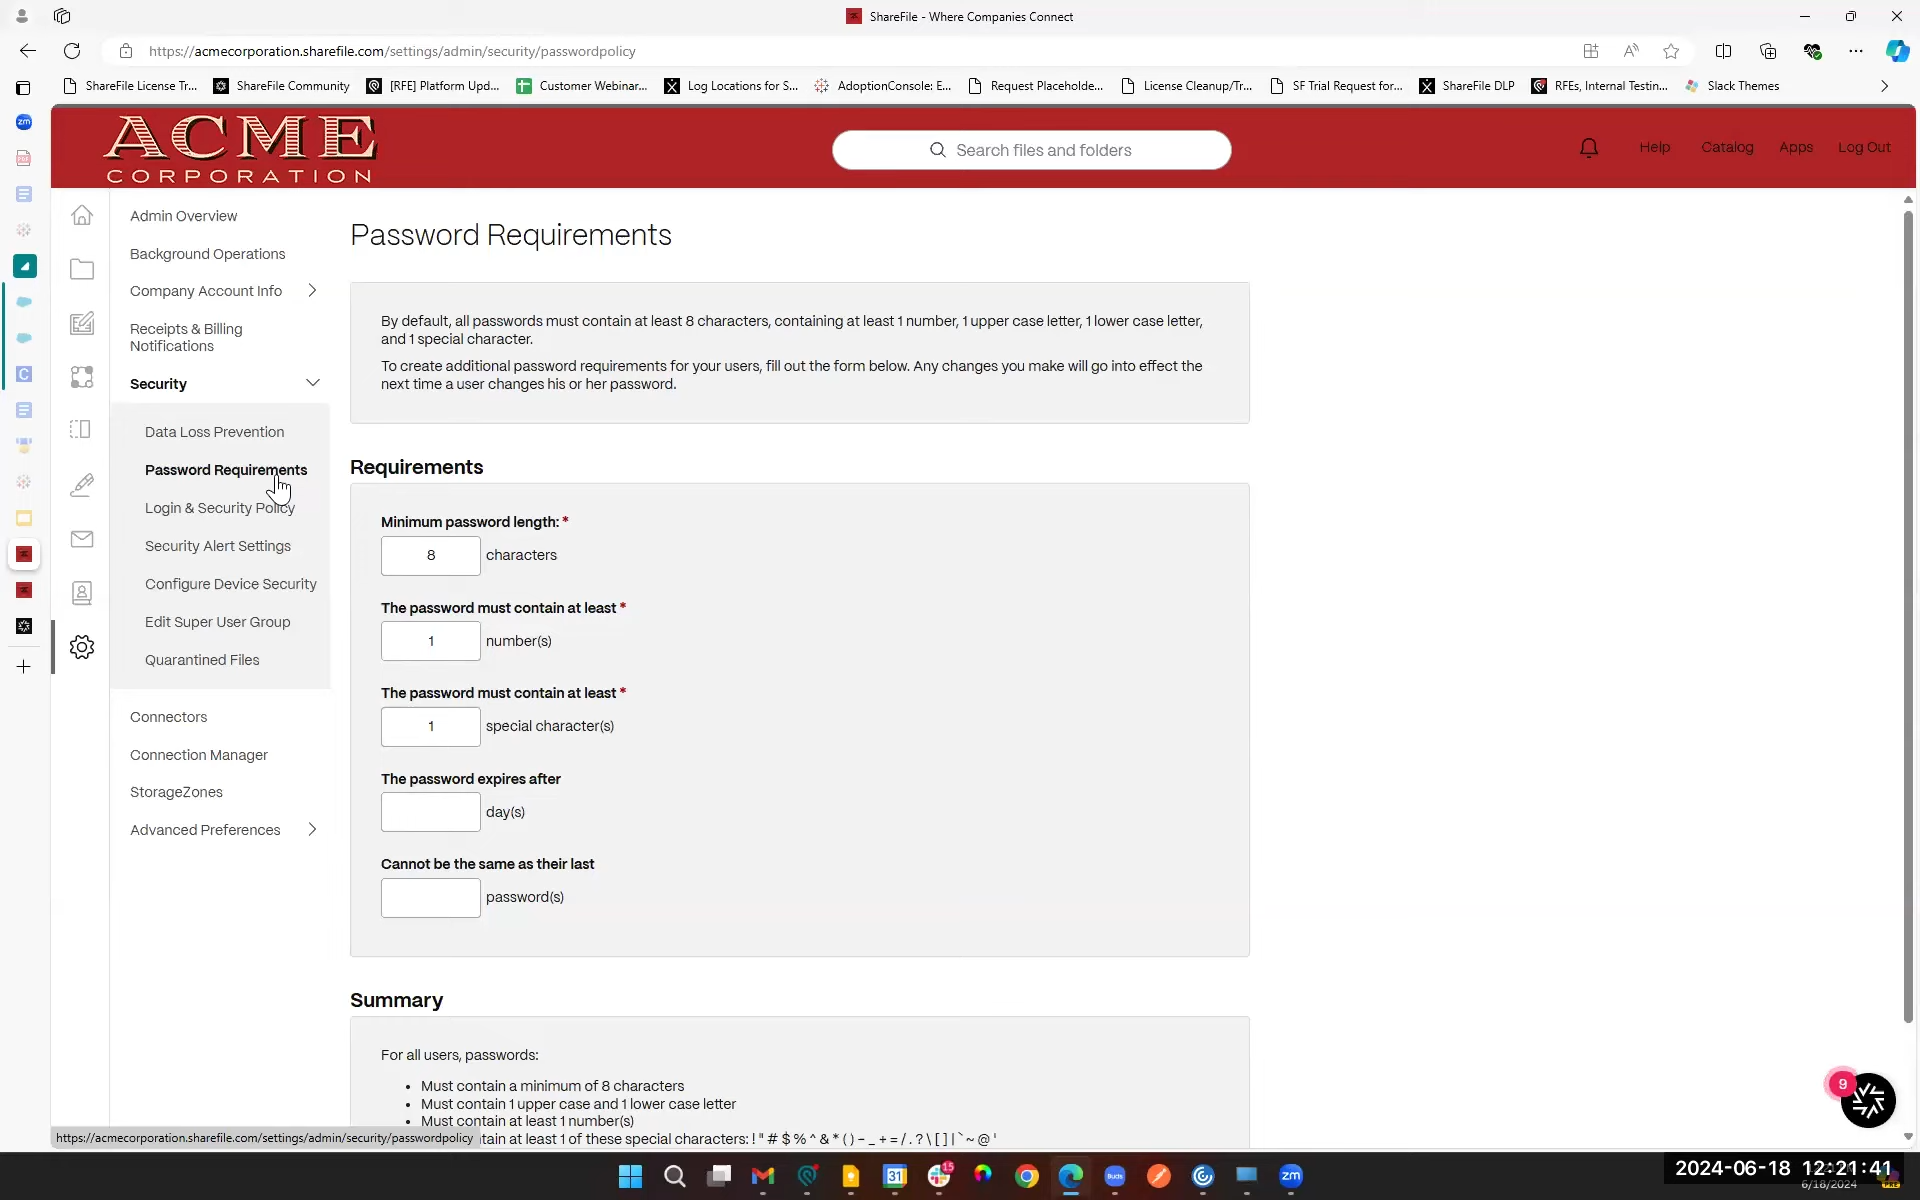 ShareFile - Where Companies Connect
https://acmecorporation.sharefile.com/settings/admin/security/passwordpolicy
ShareFile License Tr...
ShareFile Community
[RFE] Platform Upd...
Customer Webinar...
Log Locations for S...
AdoptionConsole: E...
Request Placeholde...
License Cleanup/Tr...
SF Trial Request for...
ShareFile DLP
RFEs, Internal Testin...
Slack Themes
ACME
CORPORATION
Search files and folders
Help
Catalog
Apps
Log Out
Admin Overview
Background Operations
Company Account Info
Receipts & Billing
Notifications
Security
Data Loss Prevention
Password Requirements
Login & Security Policy
Security Alert Settings
Configure Device Security
Edit Super User Group
Quarantined Files
Connectors
Connection Manager
StorageZones
Advanced Preferences
Password Requirements
By default, all passwords must contain at least 8 characters, containing at least 1 number, 1 upper case letter, 1 lower case letter,
and 1 special character.
To create additional password requirements for your users, fill out the form below. Any changes you make will go into effect the
next time a user changes his or her password.
Requirements
Minimum password length: *
8 characters
The password must contain at least *
1 number(s)
The password must contain at least *
1 special character(s)
The password expires after
day(s)
Cannot be the same as their last
password(s)
Summary
For all users, passwords:
• Must contain a minimum of 8 characters
• Must contain 1 upper case and 1 lower case letter
• Must contain at least 1 number(s)
tain at least 1 of these special characters: ! " # $ % ^ & * ( ) - _ + = / . ? \ [ ] | ` ~ @ '
https://acmecorporation.sharefile.com/settings/admin/security/passwordpolicy
9
zm
PDF
C
31
15
Buds
zm
2024-06-18 12:21:41
6/18/2024
PRE